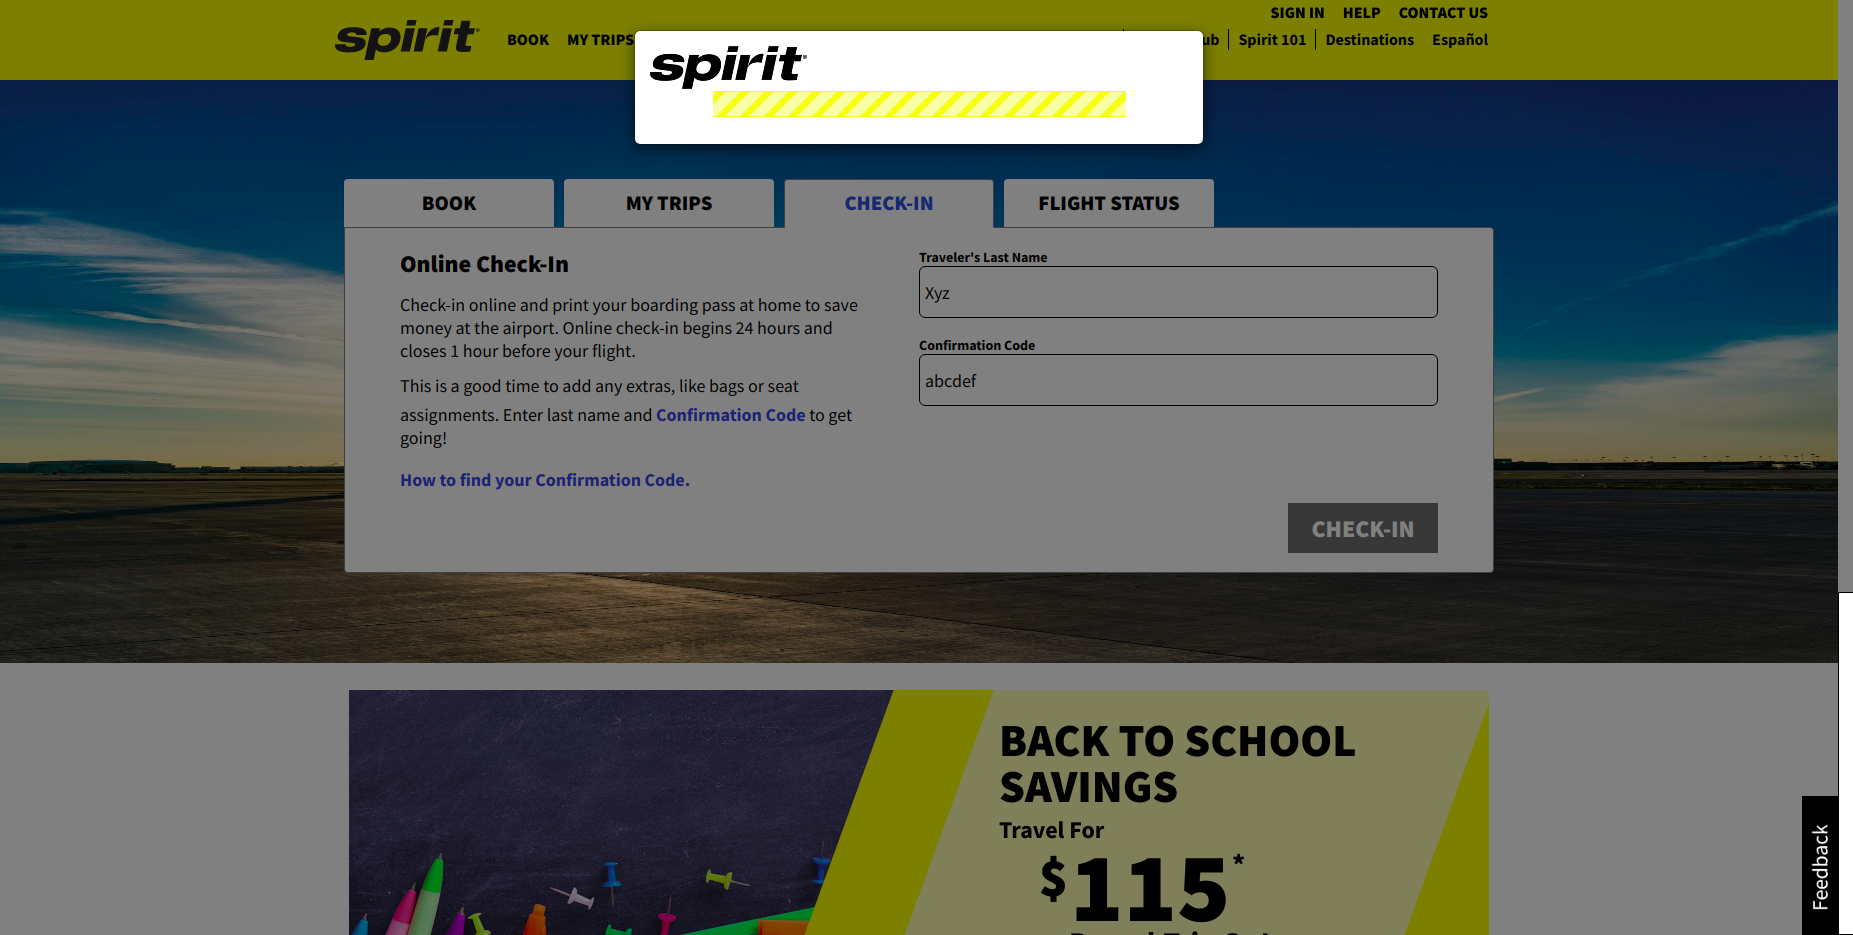 SIGN IN HELP CONTACT US
spirit BOOK MY TRIPS Spirit 101 Destinations Español
spirit
BOOK MY TRIPS CHECK-IN FLIGHT STATUS
Online Check-In
Check-in online and print your boarding pass at home to save
money at the airport. Online check-in begins 24 hours and
closes 1 hour before your flight.
This is a good time to add any extras, like bags or seat
assignments. Enter last name and Confirmation Code to get
going!
How to find your Confirmation Code.
Traveler's Last Name
Xyz
Confirmation Code
abcdef
CHECK-IN
BACK TO SCHOOL
SAVINGS
Travel For
$115*
Feedback